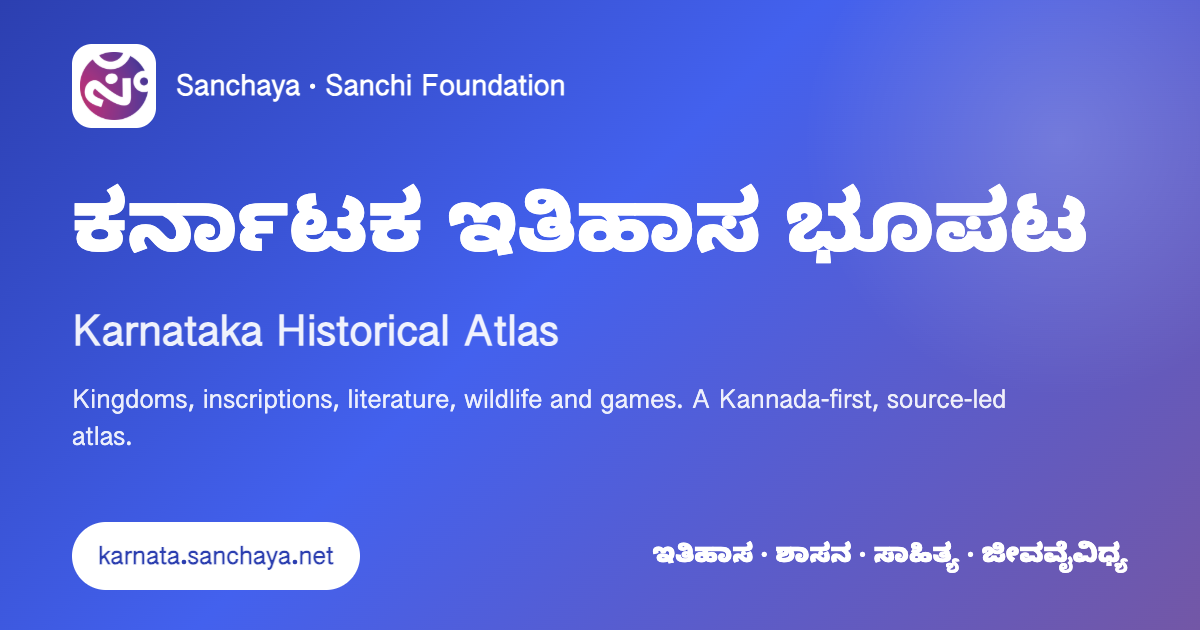 Sanchaya · Sanchi Foundation
ಕರ್ನಾಟಕ ಇತಿಹಾಸ ಭೂಪಟ
Karnataka Historical Atlas
Kingdoms, inscriptions, literature, wildlife and games. A Kannada-first, source-led
atlas.
karnata.sanchaya.net
ಇತಿಹಾಸ · ಶಾಸನ · ಸಾಹಿತ್ಯ · ಜೀವವೈವಿಧ್ಯ